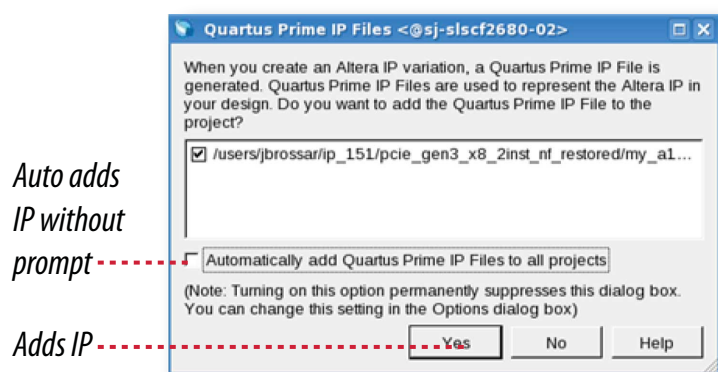 Quartus Prime IP Files <@sj-slscf2680-02>
When you create an Altera IP variation, a Quartus Prime IP File is
generated. Quartus Prime IP Files are used to represent the Altera IP in
your design. Do you want to add the Quartus Prime IP File to the
project?
/users/jbrossar/ip_151/pcie_gen3_x8_2inst_nf_restored/my_a1...
Auto adds
IP without
prompt
Automatically add Quartus Prime IP Files to all projects
(Note: Turning on this option permanently suppresses this dialog box.
You can change this setting in the Options dialog box)
Adds IP
Yes No Help